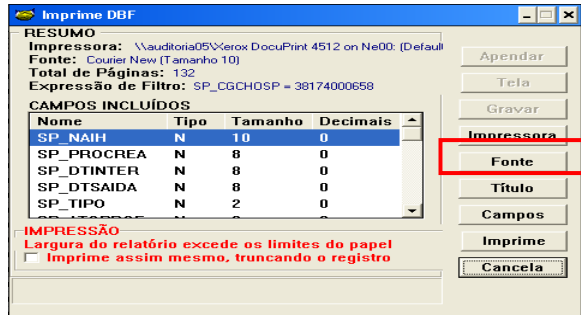 Imprime DBF
RESUMO
Impressora: \\auditoria05\Xerox DocuPrint 4512 on Ne00: (Defaul
Fonte: Courier New (Tamanho 10)
Total de Páginas: 132
Expressão de Filtro: SP_CGCHOSP = 38174000658
CAMPOS INCLUÍDOS
Nome Tipo Tamanho Decimais
SP_NAIH N 10 0
SP_PROCREA N 8 0
SP_DTINTER N 8 0
SP_DTSAIDA N 8 0
SP_TIPO N 2 0
IMPRESSÃO
Largura do relatório excede os limites do papel
Imprime assim mesmo, truncando o registro
Apendar
Tela
Gravar
Impressora
Fonte
Título
Campos
Imprime
Cancela